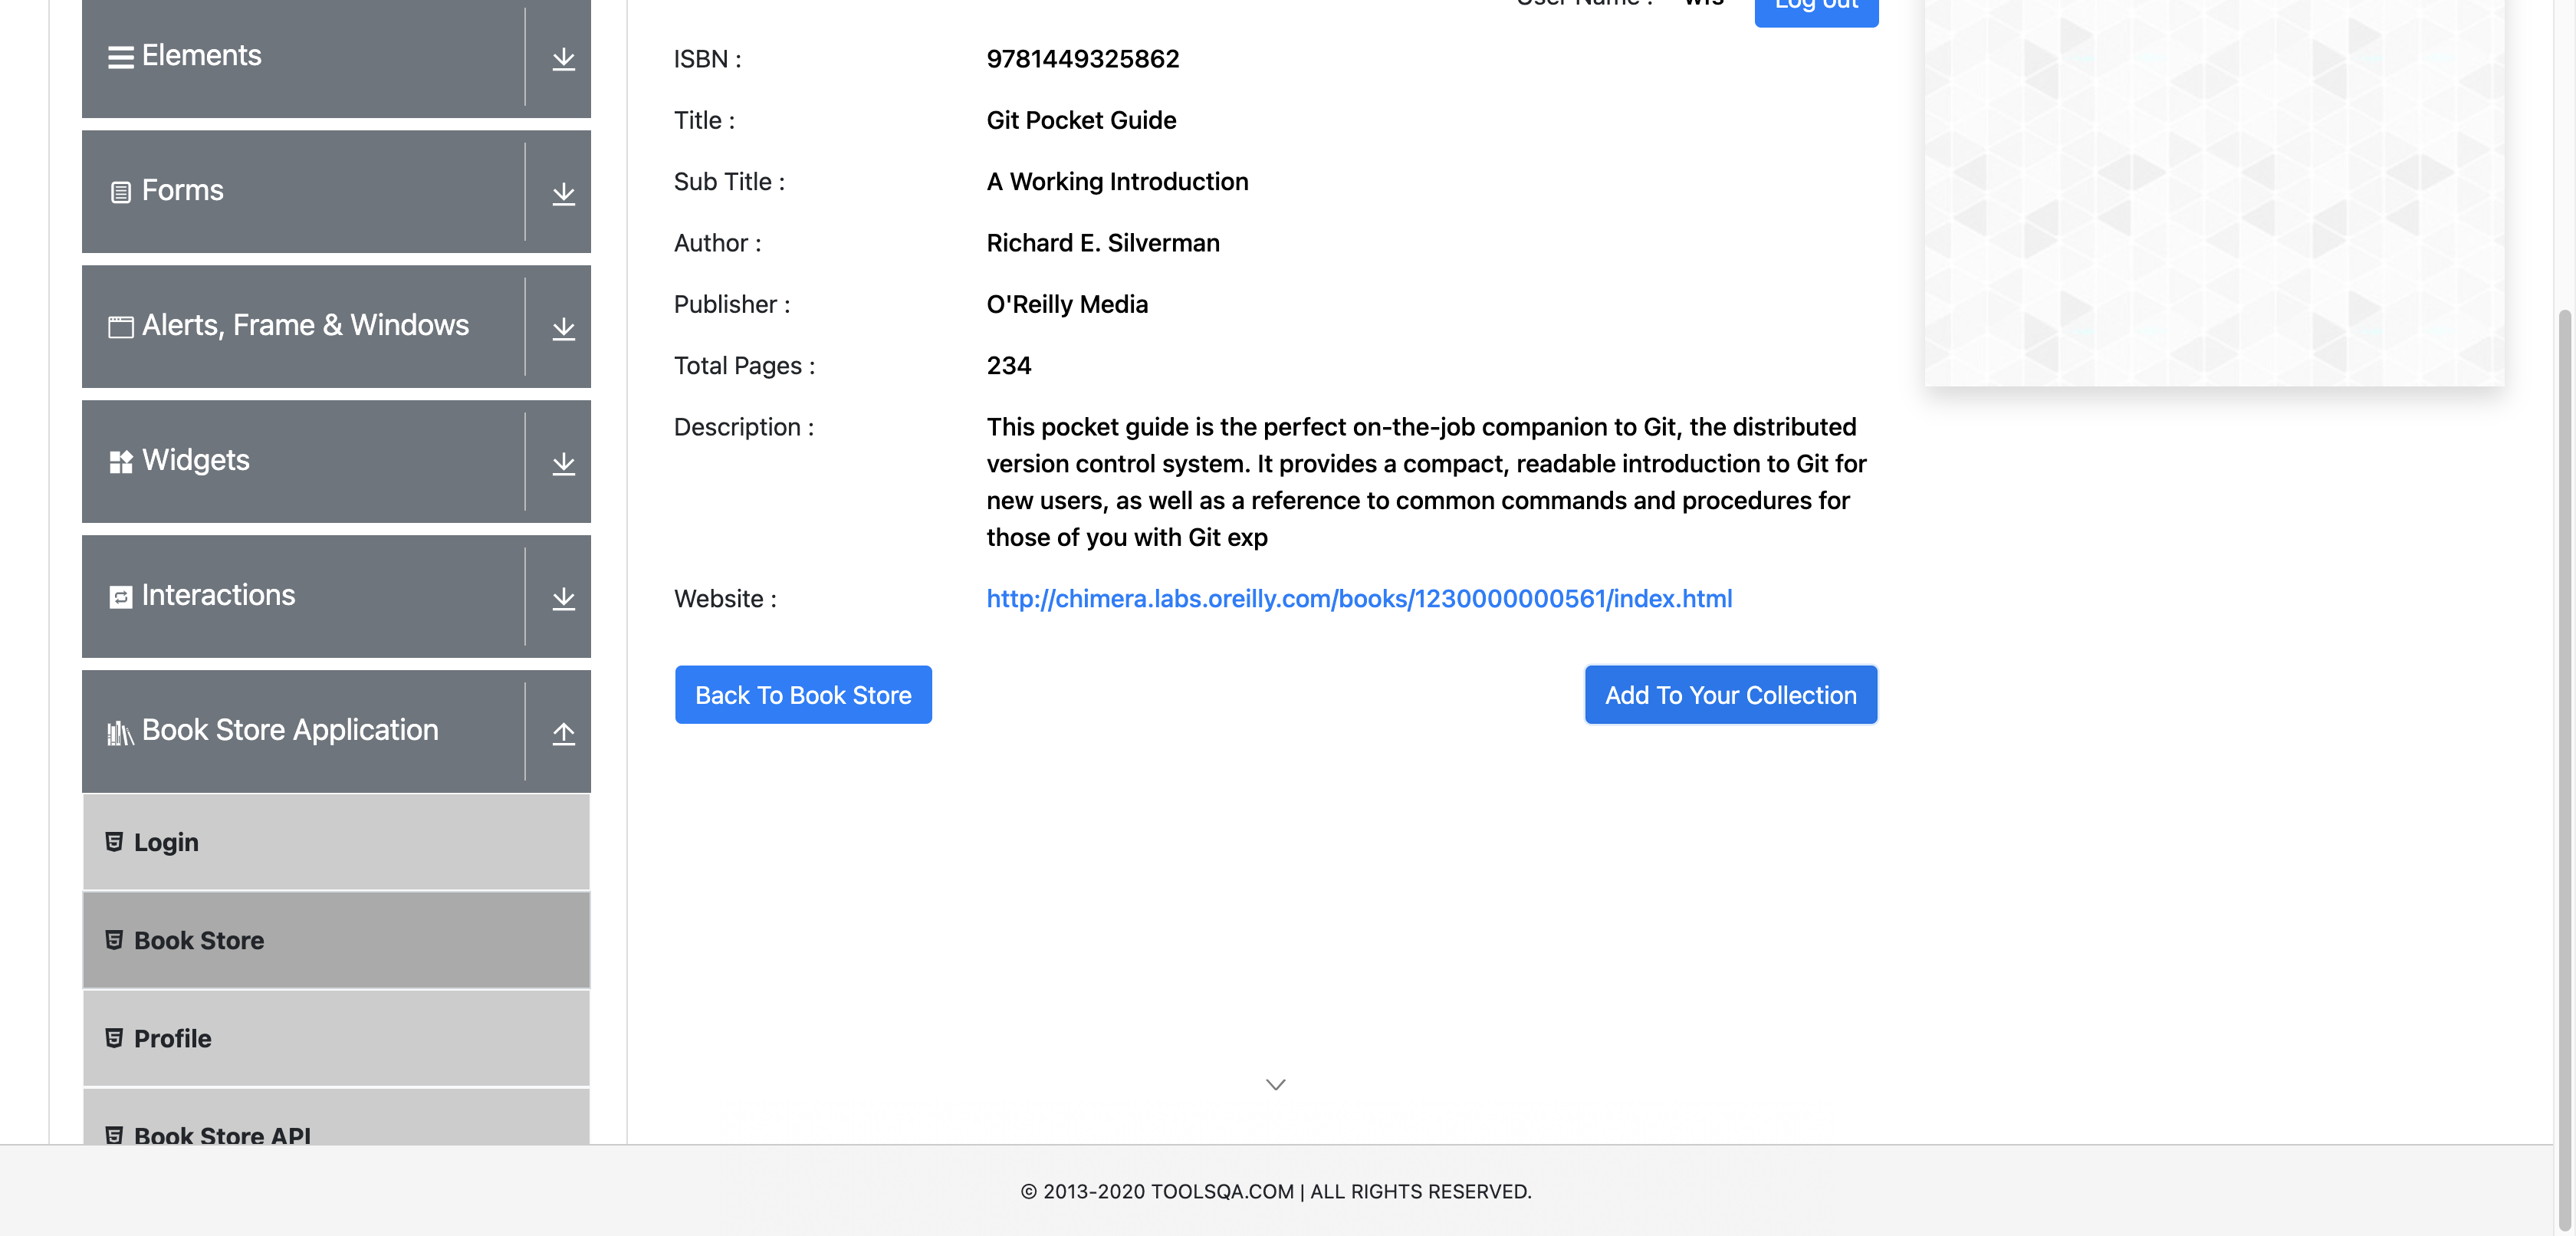 Elements
Forms
Alerts, Frame & Windows
Widgets
Interactions
Book Store Application
Login
Book Store
Profile
Book Store API
User Name :
Log out
ISBN :
9781449325862
Title :
Git Pocket Guide
Sub Title :
A Working Introduction
Author :
Richard E. Silverman
Publisher :
O'Reilly Media
Total Pages :
234
Description :
This pocket guide is the perfect on-the-job companion to Git, the distributed
version control system. It provides a compact, readable introduction to Git for
new users, as well as a reference to common commands and procedures for
those of you with Git exp
Website :
http://chimera.labs.oreilly.com/books/1230000000561/index.html
Back To Book Store
Add To Your Collection
© 2013-2020 TOOLSQA.COM | ALL RIGHTS RESERVED.